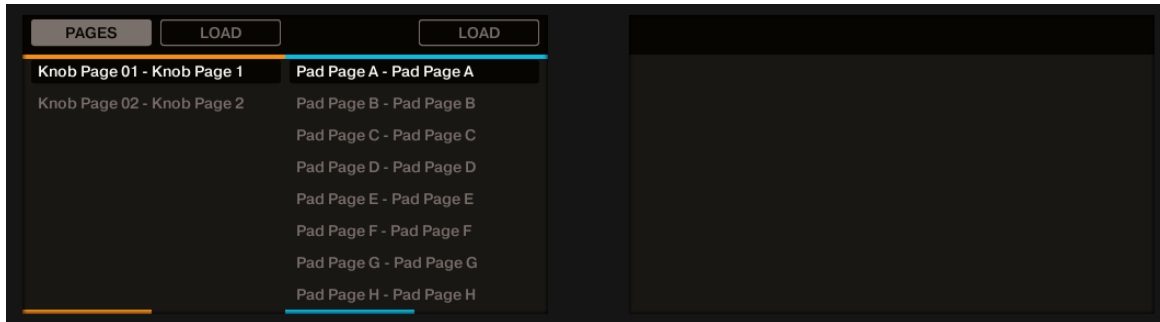 PAGES LOAD LOAD
Knob Page 01 - Knob Page 1 Pad Page A - Pad Page A
Knob Page 02 - Knob Page 2 Pad Page B - Pad Page B
Pad Page C - Pad Page C
Pad Page D - Pad Page D
Pad Page E - Pad Page E
Pad Page F - Pad Page F
Pad Page G - Pad Page G
Pad Page H - Pad Page H